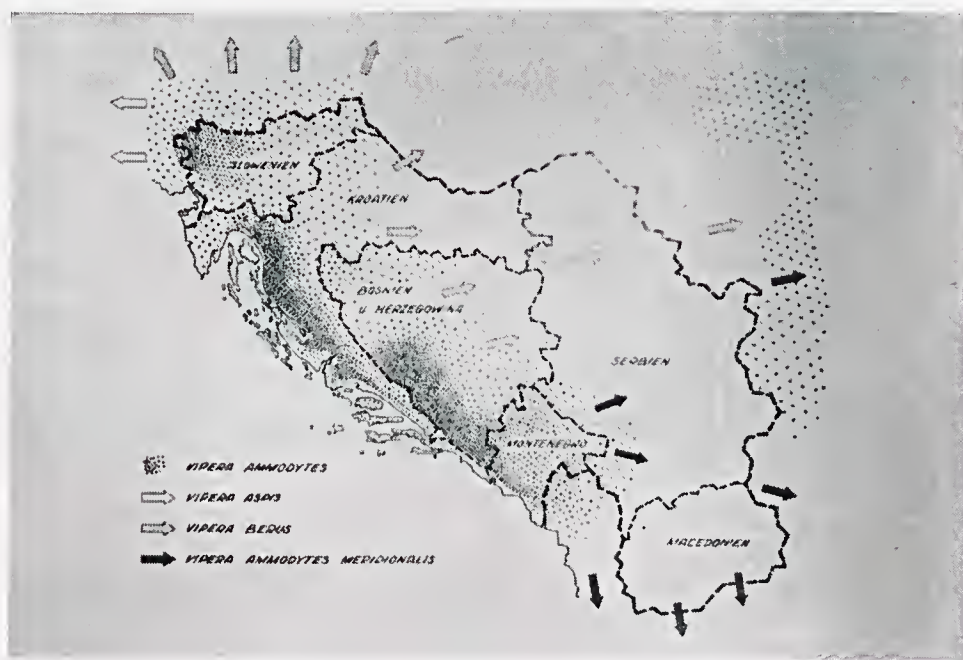 SLOWENIEN
KROATIEN
BOSNIEN
U HERZEGOWINA
SERBIEN
MONTENEGRO
MACEDONIEN
VIPERA AMMODYTES
VIPERA ASPIS
VIPERA BERUS
VIPERA AMMODYTES MERIDIONALIS